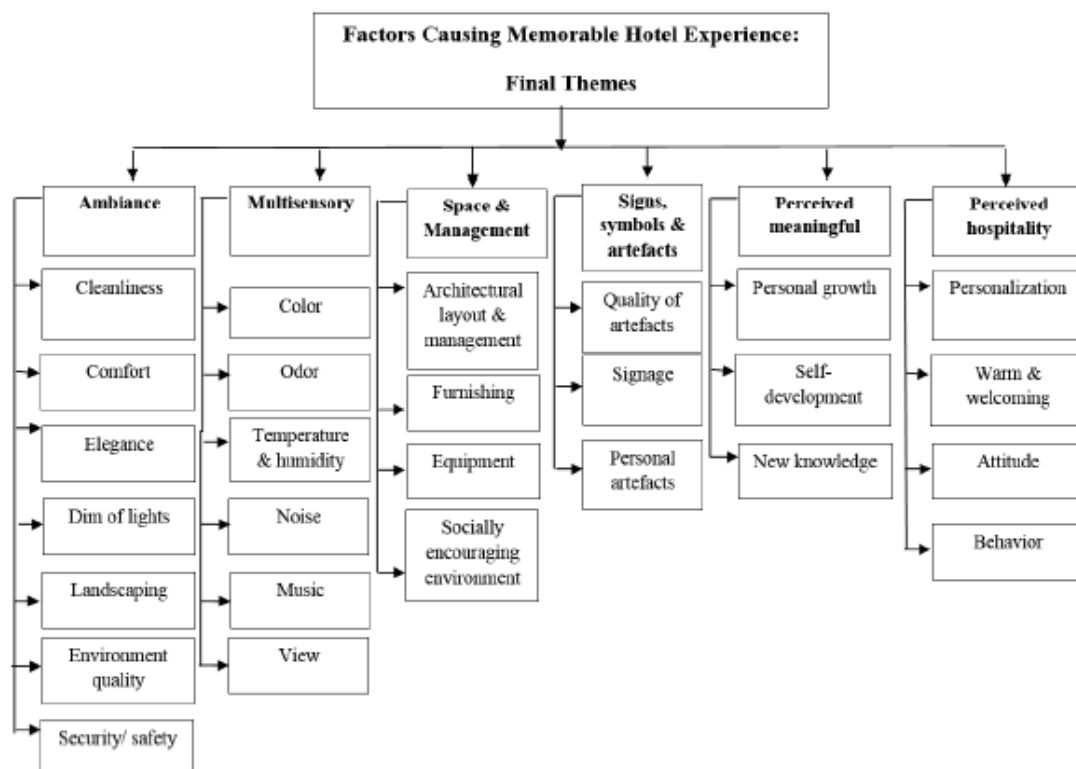 Factors Causing Memorable Hotel Experience:
Final Themes
Ambiance
Cleanliness
Comfort
Elegance
Dim of lights
Landscaping
Environment
quality
Security/ safety
Multisensory
Color
Odor
Temperature
& humidity
Noise
Music
View
Space &
Management
Architectural
layout &
management
Furnishing
Equipment
Socially
encouraging
environment
Signs,
symbols &
artefacts
Quality of
artefacts
Signage
Personal
artefacts
Perceived
meaningful
Personal growth
Self-
development
New knowledge
Perceived
hospitality
Personalization
Warm &
welcoming
Attitude
Behavior